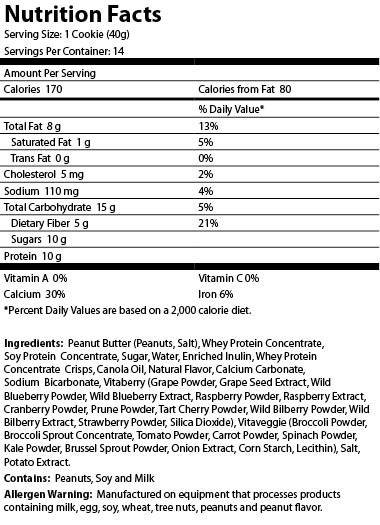 Nutrition Facts
Serving Size: 1 Cookie (40g)
Servings Per Container: 14
Amount Per Serving
Calories 170 Calories from Fat 80
% Daily Value*
Total Fat 8 g 13%
Saturated Fat 1 g 5%
Trans Fat 0 g 0%
Cholesterol 5 mg 2%
Sodium 110 mg 4%
Total Carbohydrate 15 g 5%
Dietary Fiber 5 g 21%
Sugars 10 g
Protein 10 g
Vitamin A 0% Vitamin C 0%
Calcium 30% Iron 6%
*Percent Daily Values are based on a 2,000 calorie diet.
Ingredients: Peanut Butter (Peanuts, Salt), Whey Protein Concentrate,
Soy Protein Concentrate, Sugar, Water, Enriched Inulin, Whey Protein
Concentrate Crisps, Canola Oil, Natural Flavor, Calcium Carbonate,
Sodium Bicarbonate, Vitaberry (Grape Powder, Grape Seed Extract, Wild
Blueberry Powder, Wild Blueberry Extract, Raspberry Powder, Raspberry Extract,
Cranberry Powder, Prune Powder, Tart Cherry Powder, Wild Bilberry Powder, Wild
Bilberry Extract, Strawberry Powder, Silica Dioxide), Vitaveggie (Broccoli Powder,
Broccoli Sprout Concentrate, Tomato Powder, Carrot Powder, Spinach Powder,
Kale Powder, Brussel Sprout Powder, Onion Extract, Corn Starch, Lecithin), Salt,
Potato Extract.
Contains: Peanuts, Soy and Milk
Allergen Warning: Manufactured on equipment that processes products
containing milk, egg, soy, wheat, tree nuts, peanuts and peanut flavor.